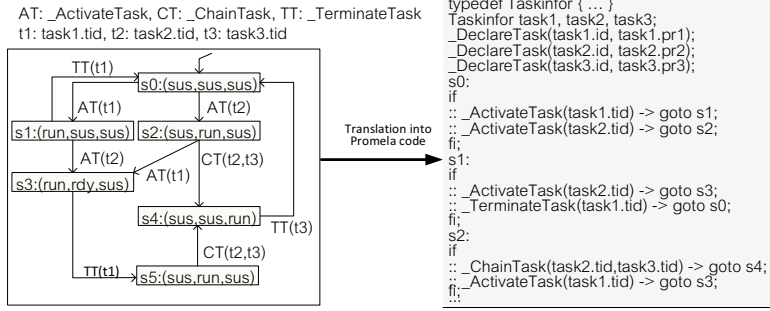 AT: _ActivateTask, CT: _ChainTask, TT: _TerminateTask
t1: task1.tid, t2: task2.tid, t3: task3.tid
TT(t1)
s0:(sus,sus,sus)
AT(t1)
AT(t2)
s1:(run,sus,sus)
s2:(sus,run,sus)
AT(t2)
AT(t1)
CT(t2,t3)
s3:(run,rdy,sus)
s4:(sus,sus,run)
TT(t3)
CT(t2,t3)
TT(t1)
s5:(sus,run,sus)
Translation into
Promela code
typedef Taskinfor { ... }
Taskinfor task1, task2, task3;
_DeclareTask(task1.id, task1.pr1);
_DeclareTask(task2.id, task2.pr2);
_DeclareTask(task3.id, task3.pr3);
s0:
if
:: _ActivateTask(task1.tid) -> goto s1;
:: _ActivateTask(task2.tid) -> goto s2;
fi;
s1:
if
:: _ActivateTask(task2.tid) -> goto s3;
:: _TerminateTask(task1.tid) -> goto s0;
fi;
s2:
if
:: _ChainTask(task2.tid,task3.tid) -> goto s4;
:: _ActivateTask(task1.tid) -> goto s3;
fi;
...